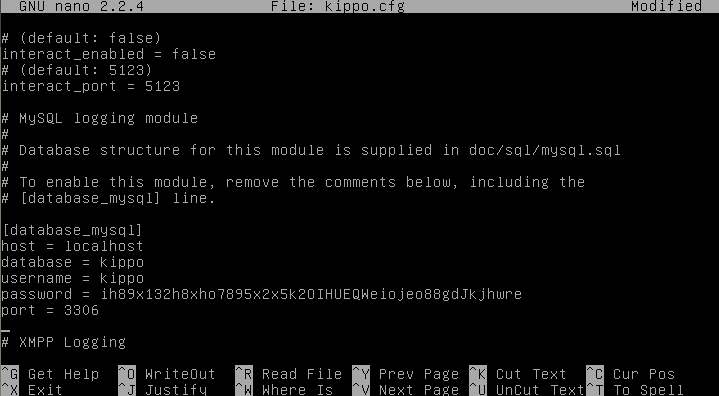 GNU nano 2.2.4 File: kippo.cfg Modified
# (default: false)
interact_enabled = false
# (default: 5123)
interact_port = 5123
# MySQL logging module
#
# Database structure for this module is supplied in doc/sql/mysql.sql
#
# To enable this module, remove the comments below, including the
# [database_mysql] line.
[database_mysql]
host = localhost
database = kippo
username = kippo
password = ih89x132h8xho7895x2x5k2OIHUEQWeiojeo88gdJkjhwre
port = 3306
# XMPP Logging
^G Get Help ^O WriteOut ^R Read File ^Y Prev Page ^K Cut Text ^C Cur Pos
^X Exit ^J Justify ^W Where Is ^V Next Page ^U UnCut Text ^T To Spell